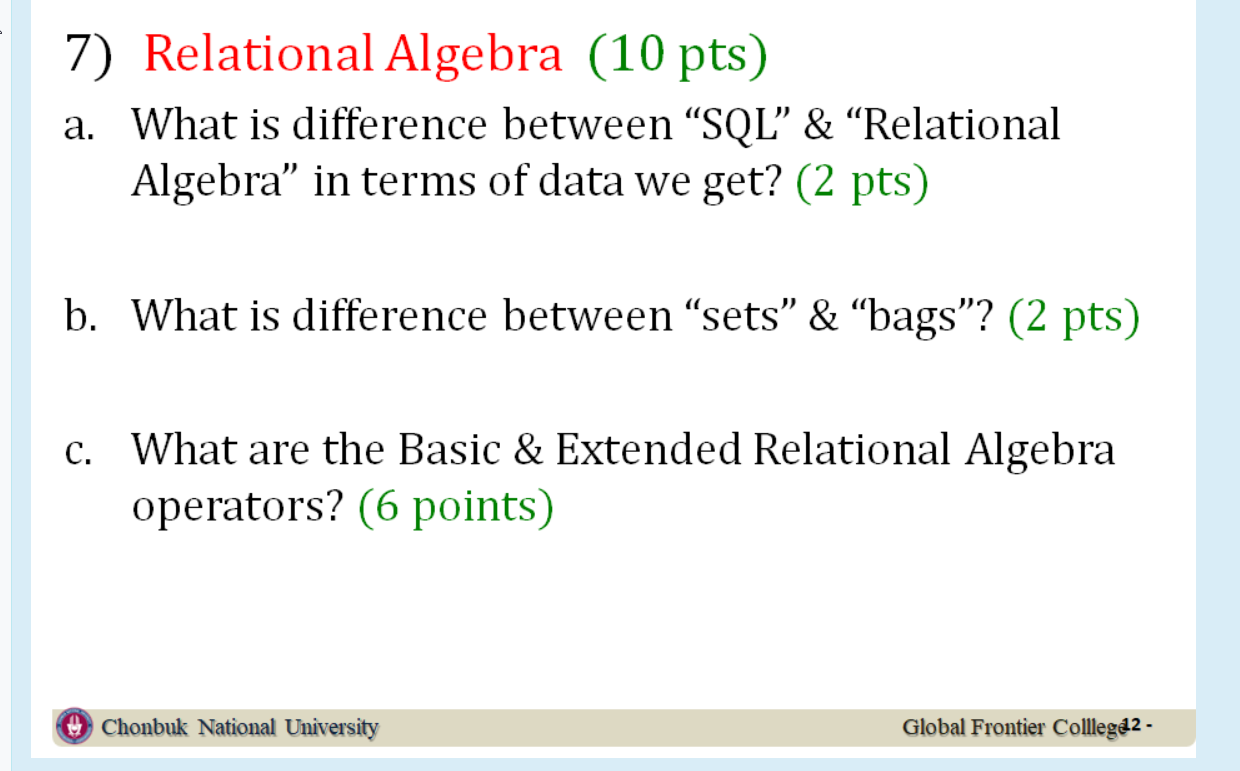 7) Relational Algebra (10 pts)
a. What is difference between “SQL” & “Relational
Algebra” in terms of data we get? (2 pts)
b. What is difference between “sets” & “bags”? (2 pts)
c. What are the Basic & Extended Relational Algebra
operators? (6 points)
Chonbuk National University
Global Frontier Colllege
12 -